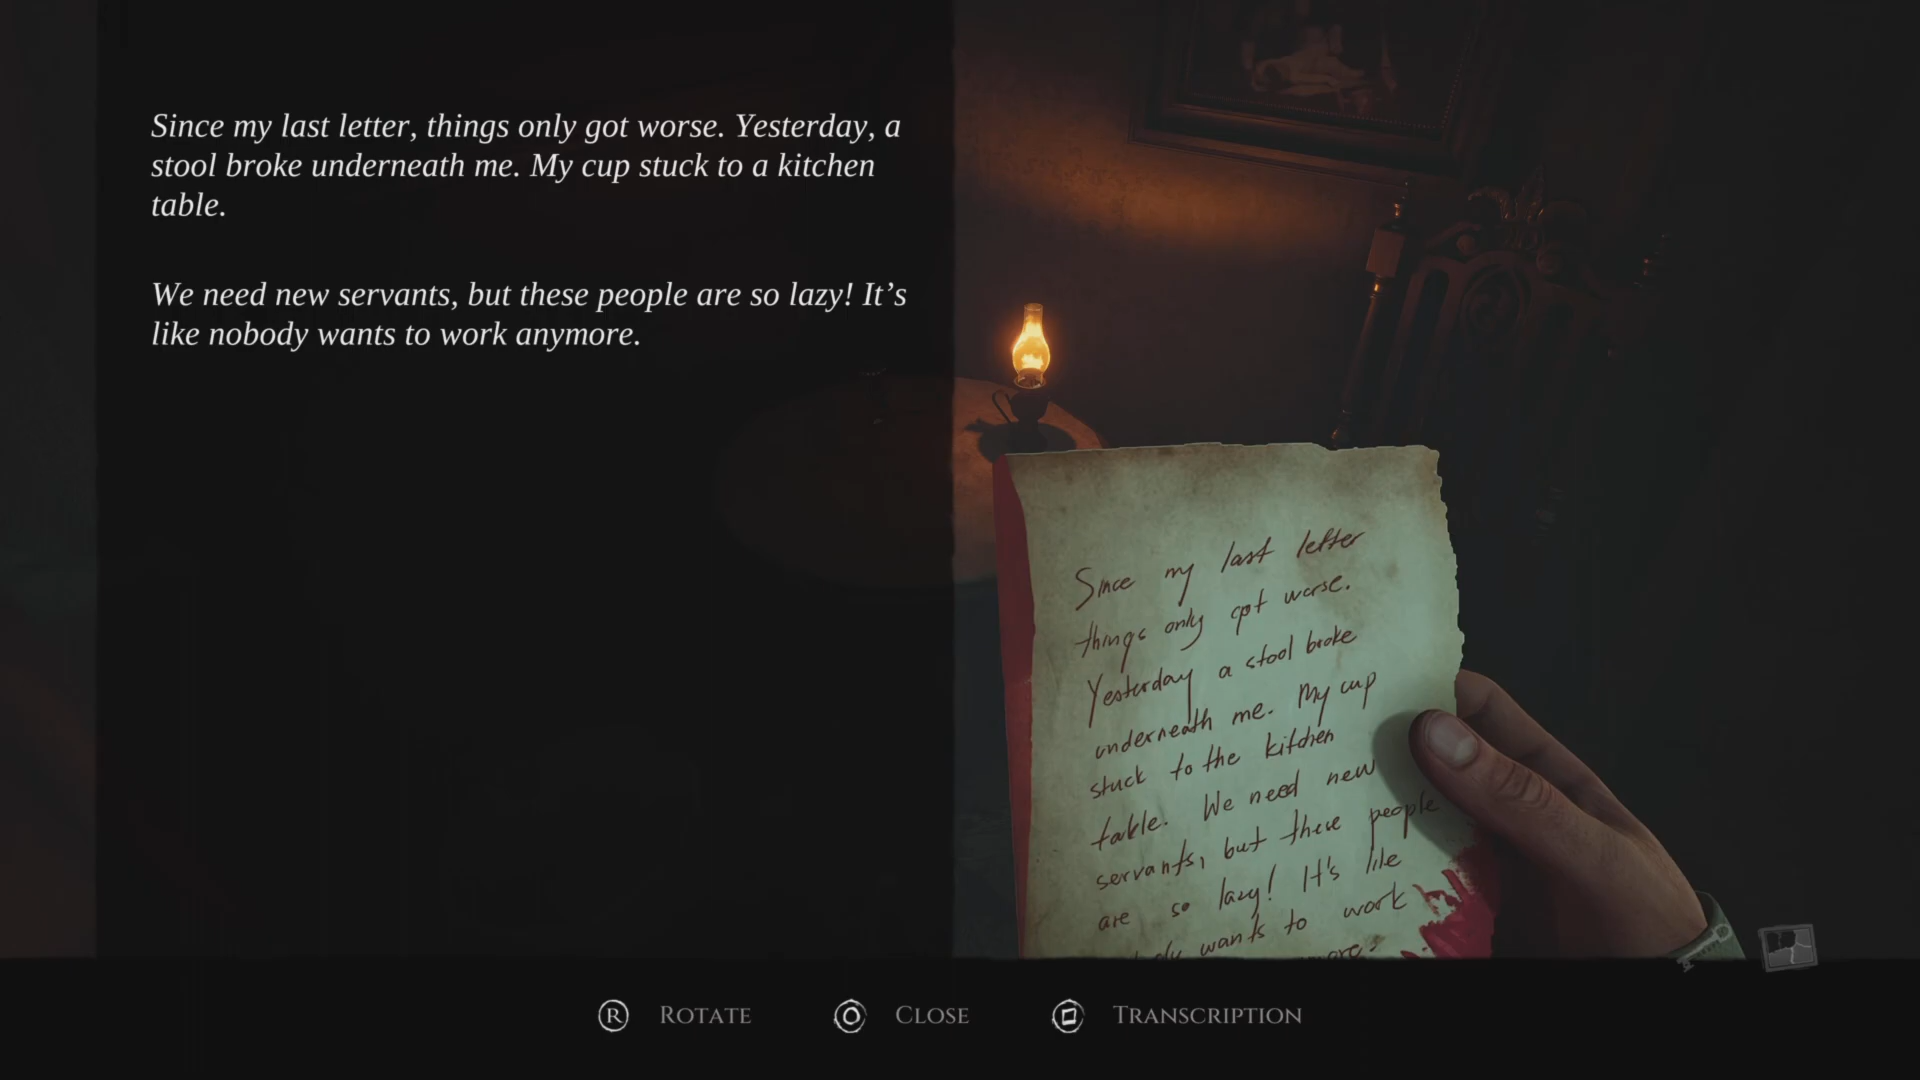 Since my last letter, things only got worse. Yesterday, a
stool broke underneath me. My cup stuck to a kitchen
table.
We need new servants, but these people are so lazy! It's
like nobody wants to work anymore.
Since my last letter
things only got worse.
Yesterday a stool broke
underneath me. My cup
stuck to the kitchen
table. We need new
servants, but these people
are so lazy! It's like
wants to work
R ROTATE CLOSE TRANSCRIPTION